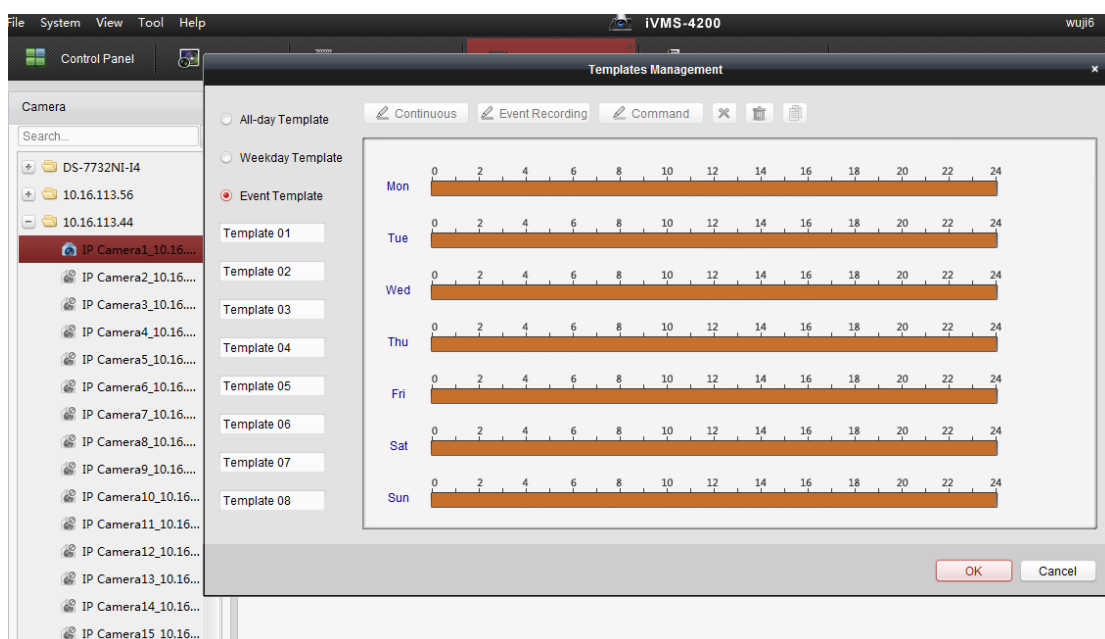 File System View Tool Help
iVMS-4200
wuji6
Control Panel
Templates Management
Camera
Search...
DS-7732NI-I4
10.16.113.56
10.16.113.44
IP Camera1_10.16....
IP Camera2_10.16....
IP Camera3_10.16....
IP Camera4_10.16....
IP Camera5_10.16....
IP Camera6_10.16....
IP Camera7_10.16....
IP Camera8_10.16....
IP Camera9_10.16....
IP Camera10_10.16...
IP Camera11_10.16...
IP Camera12_10.16...
IP Camera13_10.16...
IP Camera14_10.16...
IP Camera15_10.16...
All-day Template
Weekday Template
Event Template
Template 01
Template 02
Template 03
Template 04
Template 05
Template 06
Template 07
Template 08
Continuous Event Recording Command
0 2 4 6 8 10 12 14 16 18 20 22 24
Mon
0 2 4 6 8 10 12 14 16 18 20 22 24
Tue
0 2 4 6 8 10 12 14 16 18 20 22 24
Wed
0 2 4 6 8 10 12 14 16 18 20 22 24
Thu
0 2 4 6 8 10 12 14 16 18 20 22 24
Fri
0 2 4 6 8 10 12 14 16 18 20 22 24
Sat
0 2 4 6 8 10 12 14 16 18 20 22 24
Sun
OK Cancel